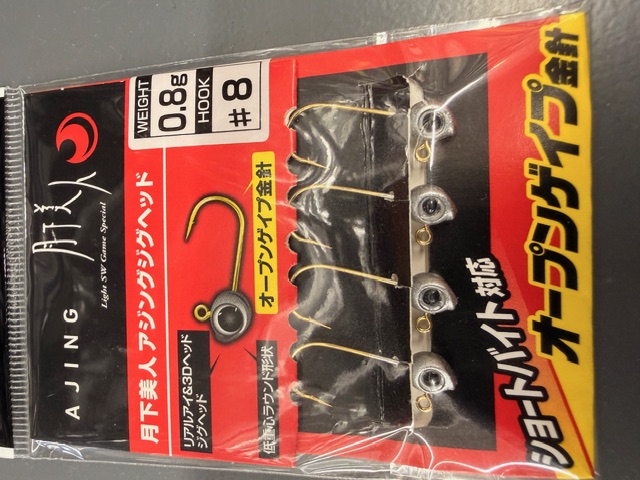 AJING
月下美人
Light SW Game Special
月下美人 アジングジグヘッド
WEIGHT
0.8g
HOOK
#8
リアルアイ&3Dヘッド
ジグヘッド
オープンゲイプ金針
低重心ラウンド形状
ショートバイト対応
オープンゲイプ金針